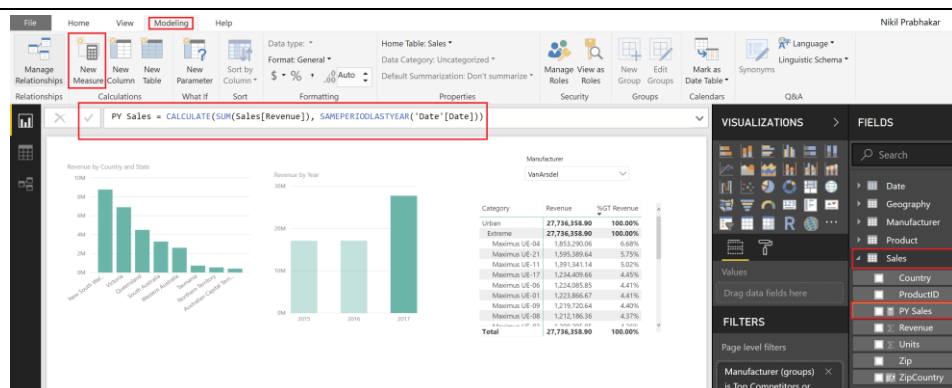 File Home View Modeling Help Nikil Prabhakar
Manage Relationships
New Measure
New Column
New Table
New Parameter
Sort by Column
Data type:
Format: General
$ % , .00 Auto
Home Table: Sales
Data Category: Uncategorized
Default Summarization: Don't summarize
Manage Roles
View as Roles
New Group
Edit Groups
Mark as Date Table
Synonyms
Language
Linguistic Schema
Relationships Calculations What If Sort Formatting Properties Security Groups Calendars Q&A
PY Sales = CALCULATE(SUM(Sales[Revenue]), SAMEPERIODLASTYEAR('Date'[Date]))
Revenue by Country and State
10M
8M
6M
4M
2M
0M
New South Wal...
Victoria
Queensland
South Australia
Western Australia
Tasmania
Northern Territory
Australian Capital Terri...
Revenue by Year
30M
20M
10M
0M
2015 2016 2017
Manufacturer
VanArsdel
Category Revenue %GT Revenue
Urban 27,736,358.90 100.00%
Extreme 27,736,358.90 100.00%
Maximus UE-04 1,853,290.06 6.68%
Maximus UE-21 1,595,389.64 5.75%
Maximus UE-11 1,391,341.14 5.02%
Maximus UE-17 1,234,409.66 4.45%
Maximus UE-06 1,224,085.85 4.41%
Maximus UE-01 1,223,866.67 4.41%
Maximus UE-09 1,219,720.64 4.40%
Maximus UE-08 1,212,186.36 4.37%
Total 27,736,358.90 100.00%
VISUALIZATIONS
Values
Drag data fields here
FILTERS
Page level filters
Manufacturer (groups)
is Top Competitors or
FIELDS
Search
Date
Geography
Manufacturer
Product
Sales
Country
ProductID
PY Sales
Revenue
Units
Zip
ZipCountry